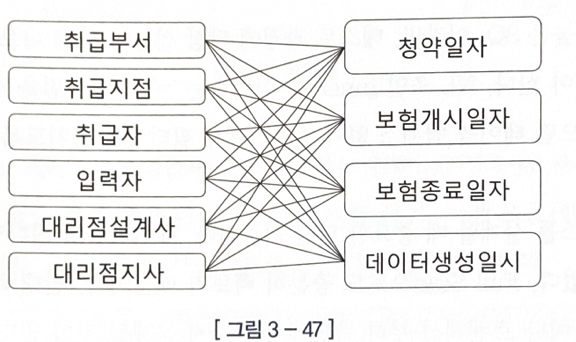 취급부서
취급지점
취급자
입력자
대리점설계사
대리점지사
청약일자
보험개시일자
보험종료일자
데이터생성일시
[ 그림 3 – 47 ]